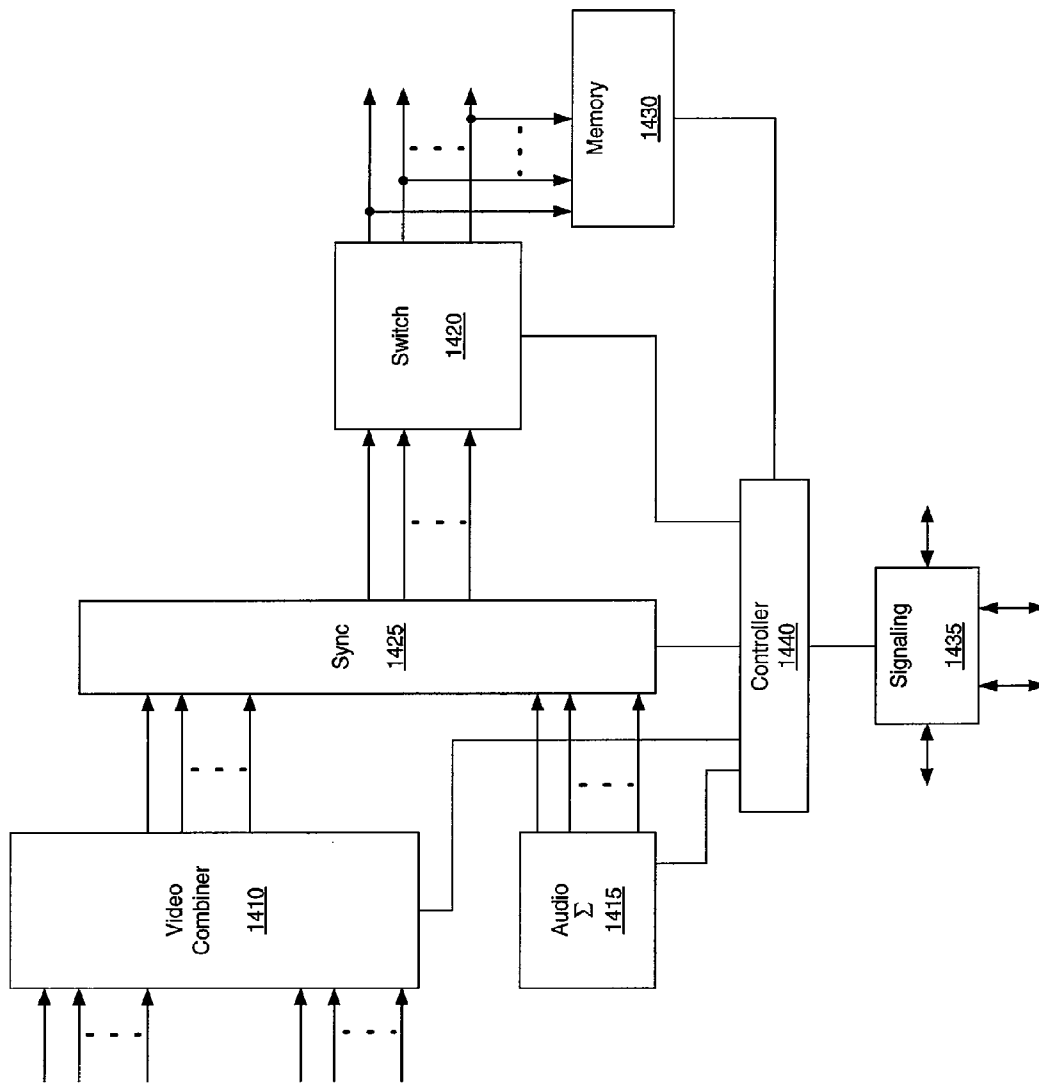 Video
Combiner
1410
Audio
Σ
1415
Sync
1425
Switch
1420
Memory
1430
Controller
1440
Signaling
1435